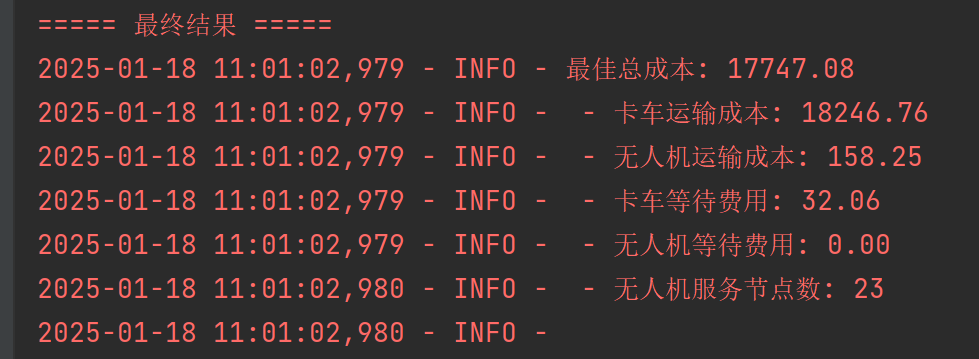 ===== 最终结果 =====
2025-01-18 11:01:02,979 - INFO - 最佳总成本: 17747.08
2025-01-18 11:01:02,979 - INFO -  - 卡车运输成本: 18246.76
2025-01-18 11:01:02,979 - INFO -  - 无人机运输成本: 158.25
2025-01-18 11:01:02,979 - INFO -  - 卡车等待费用: 32.06
2025-01-18 11:01:02,979 - INFO -  - 无人机等待费用: 0.00
2025-01-18 11:01:02,980 - INFO -  - 无人机服务节点数: 23
2025-01-18 11:01:02,980 - INFO -